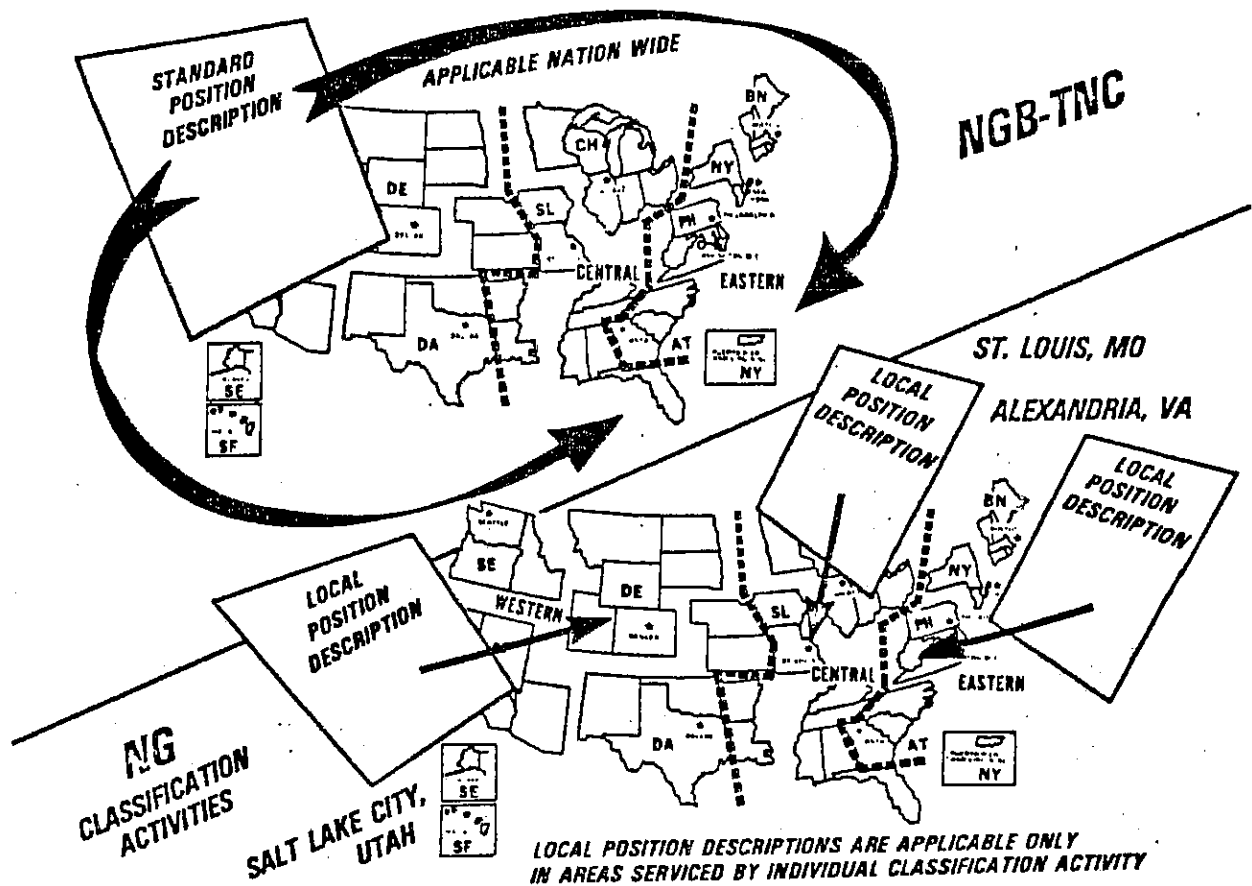 STANDARD
POSITION
DESCRIPTION
APPLICABLE NATION WIDE
NGB-TNC
BN
CH
NY
DE
SL
PH
PHILADELPHIA
CENTRAL
EASTERN
DA
AT
NY
SE
SF
ST. LOUIS, MO
ALEXANDRIA, VA
LOCAL
POSITION
DESCRIPTION
LOCAL
POSITION
DESCRIPTION
LOCAL
POSITION
DESCRIPTION
SEATTLE
SE
WESTERN
DE
DENVER
SL
BN
NY
PH
CENTRAL
EASTERN
DA
AT
NY
SE
SF
NG
CLASSIFICATION
ACTIVITIES
SALT LAKE CITY,
UTAH
LOCAL POSITION DESCRIPTIONS ARE APPLICABLE ONLY
IN AREAS SERVICED BY INDIVIDUAL CLASSIFICATION ACTIVITY